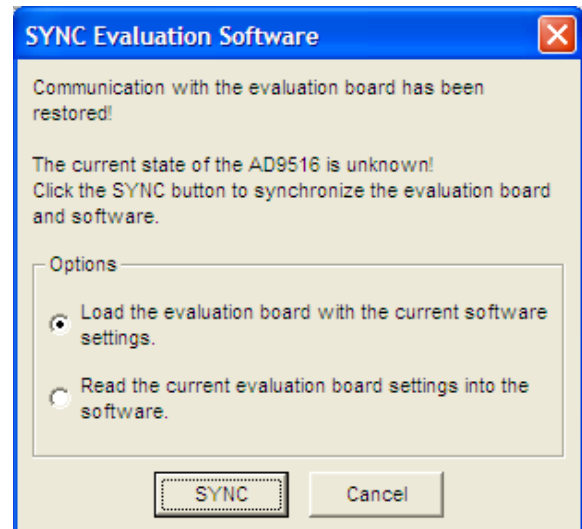 SYNC Evaluation Software
Communication with the evaluation board has been
restored!
The current state of the AD9516 is unknown!
Click the SYNC button to synchronize the evaluation board
and software.
Options
Load the evaluation board with the current software
settings.
Read the current evaluation board settings into the
software.
SYNC
Cancel